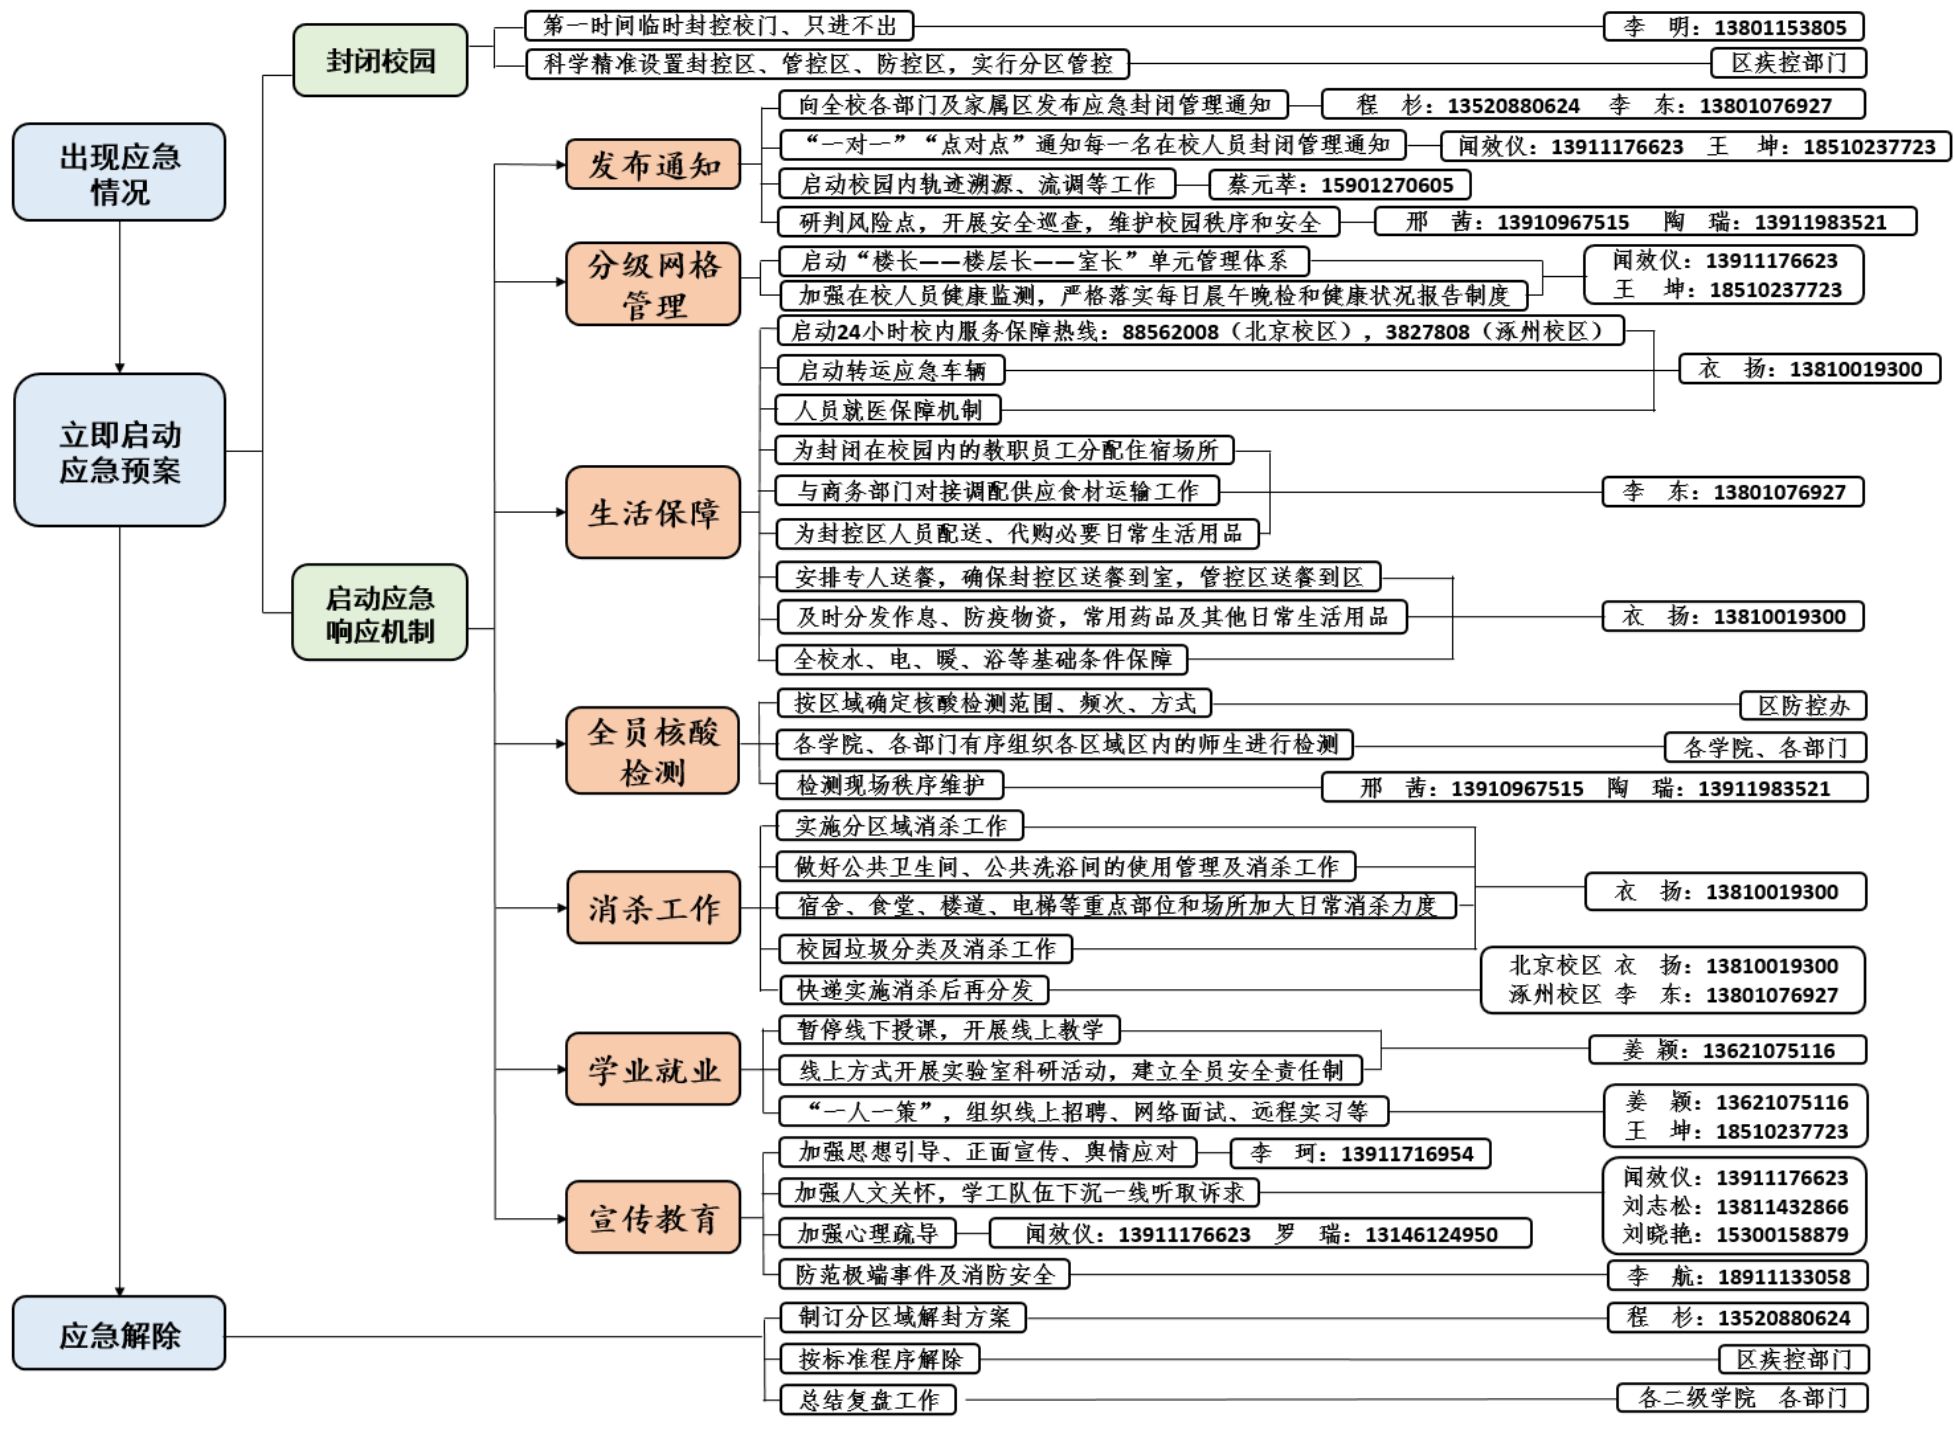 出现应急
情况
立即启动
应急预案
应急解除
封闭校园
第一时间临时封控校门、只进不出
李 明：13801153805
科学精准设置封控区、管控区、防控区，实行分区管控
区疾控部门
启动应急
响应机制
发布通知
向全校各部门及家属区发布应急封闭管理通知
程 杉：13520880624 李 东：13801076927
“一对一”“点对点”通知每一名在校人员封闭管理通知
闻效仪：13911176623 王 坤：18510237723
启动校园内轨迹溯源、流调等工作
蔡元萃：15901270605
研判风险点，开展安全巡查，维护校园秩序和安全
邢 茜：13910967515 陶 瑞：13911983521
分级网格
管理
启动“楼长——楼层长——室长”单元管理体系
加强在校人员健康监测，严格落实每日晨午晚检和健康状况报告制度
闻效仪：13911176623
王 坤：18510237723
生活保障
启动24小时校内服务保障热线：88562008（北京校区），3827808（涿州校区）
启动转运应急车辆
人员就医保障机制
衣 扬：13810019300
为封闭在校园内的教职员工分配住宿场所
与商务部门对接调配供应食材运输工作
为封控区人员配送、代购必要日常生活用品
李 东：13801076927
安排专人送餐，确保封控区送餐到室，管控区送餐到区
及时分发作息、防疫物资，常用药品及其他日常生活用品
全校水、电、暖、浴等基础条件保障
衣 扬：13810019300
全员核酸
检测
按区域确定核酸检测范围、频次、方式
区防控办
各学院、各部门有序组织各区域区内的师生进行检测
各学院、各部门
检测现场秩序维护
邢 茜：13910967515 陶 瑞：13911983521
消杀工作
实施分区域消杀工作
做好公共卫生间、公共洗浴间的使用管理及消杀工作
宿舍、食堂、楼道、电梯等重点部位和场所加大日常消杀力度
校园垃圾分类及消杀工作
衣 扬：13810019300
快递实施消杀后再分发
北京校区 衣 扬：13810019300
涿州校区 李 东：13801076927
学业就业
暂停线下授课，开展线上教学
线上方式开展实验室科研活动，建立全员安全责任制
姜 颖：13621075116
“一人一策”，组织线上招聘、网络面试、远程实习等
姜 颖：13621075116
王 坤：18510237723
宣传教育
加强思想引导、正面宣传、舆情应对
李 珂：13911716954
加强人文关怀，学工队伍下沉一线听取诉求
闻效仪：13911176623
刘志松：13811432866
刘晓艳：15300158879
加强心理疏导
闻效仪：13911176623 罗 瑞：13146124950
防范极端事件及消防安全
李 航：18911133058
制订分区域解封方案
程 杉：13520880624
按标准程序解除
区疾控部门
总结复盘工作
各二级学院 各部门